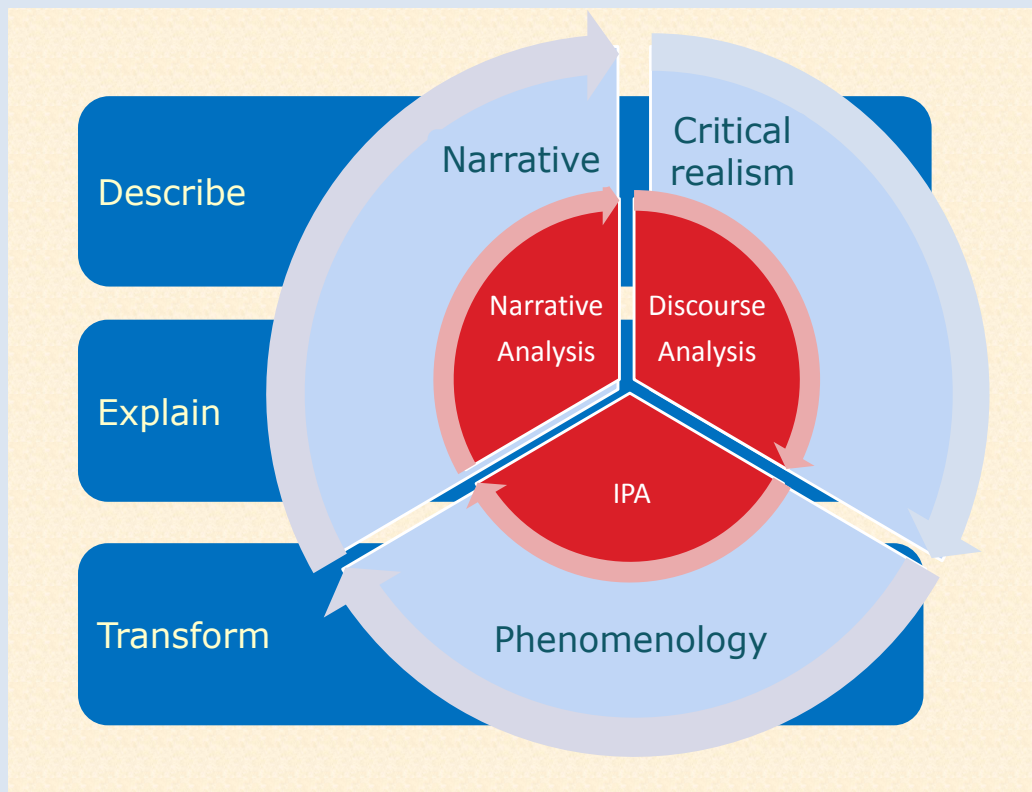 Describe
Explain
Transform
Narrative
Critical
realism
Narrative
Analysis
Discourse
Analysis
IPA
Phenomenology